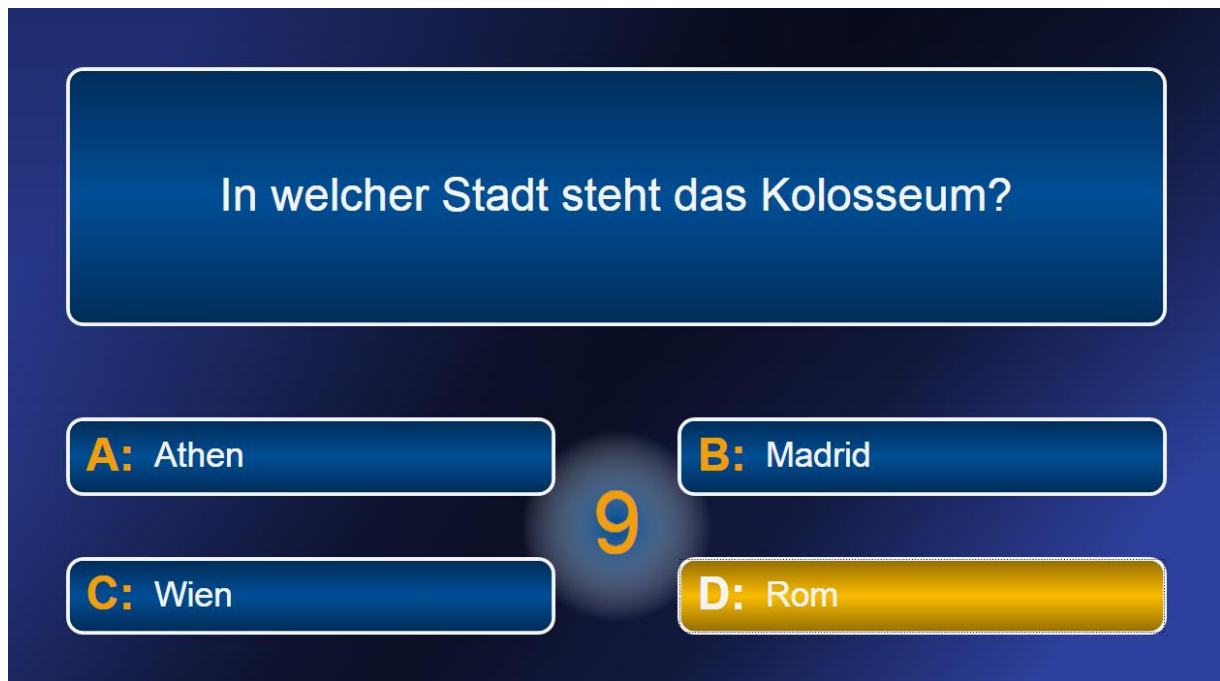 In welcher Stadt steht das Kolosseum?
A: Athen
B: Madrid
9
C: Wien
D: Rom